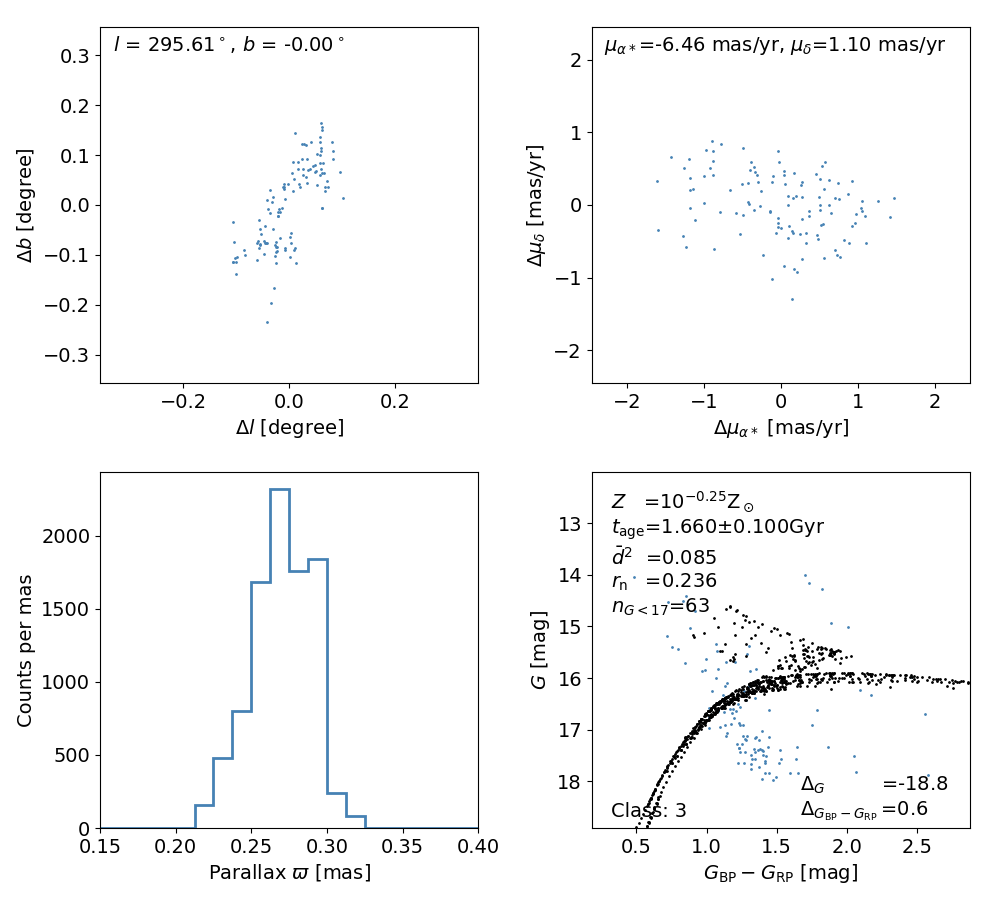 l = 295.61°, b = -0.00°
0.3
0.2
0.1
0.0
−0.1
−0.2
−0.3
Δb [degree]
−0.2 0.0 0.2
Δl [degree]
μα∗=-6.46 mas/yr, μδ=1.10 mas/yr
2
1
0
−1
−2
Δμδ [mas/yr]
−2 −1 0 1 2
Δμα∗ [mas/yr]
2000
1500
1000
500
0
Counts per mas
0.15 0.20 0.25 0.30 0.35 0.40
Parallax ϖ [mas]
Z =10^−0.25 Z⊙
tage=1.660±0.100Gyr
d̄² =0.085
rn =0.236
nG<17=63
13
14
15
16
17
18
G [mag]
ΔG =-18.8
ΔGBP−GRP =0.6
Class: 3
0.5 1.0 1.5 2.0 2.5
GBP − GRP [mag]